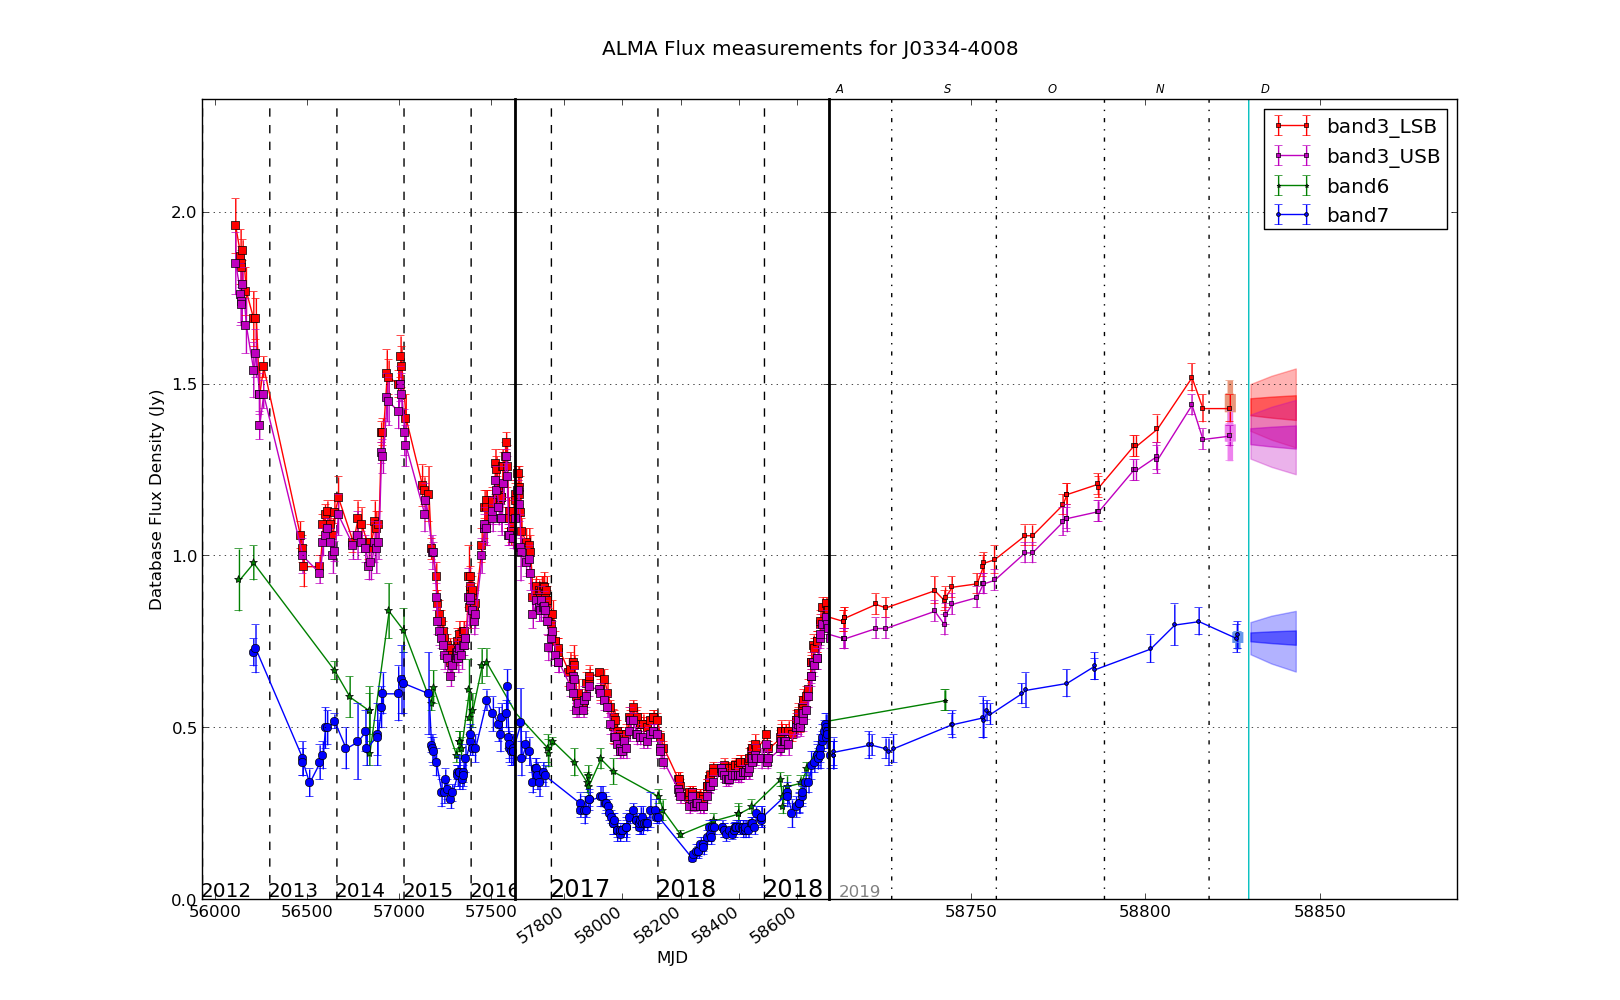 ALMA Flux measurements for J0334-4008
A S O N D
band3_LSB
band3_USB
band6
band7
2.0
1.5
1.0
0.5
0.0
Database Flux Density (Jy)
2012 2013 2014 2015 2016 2017 2018 2018 2019
56000 56500 57000 57500 57800 58000 58200 58400 58600 58750 58800 58850
MJD